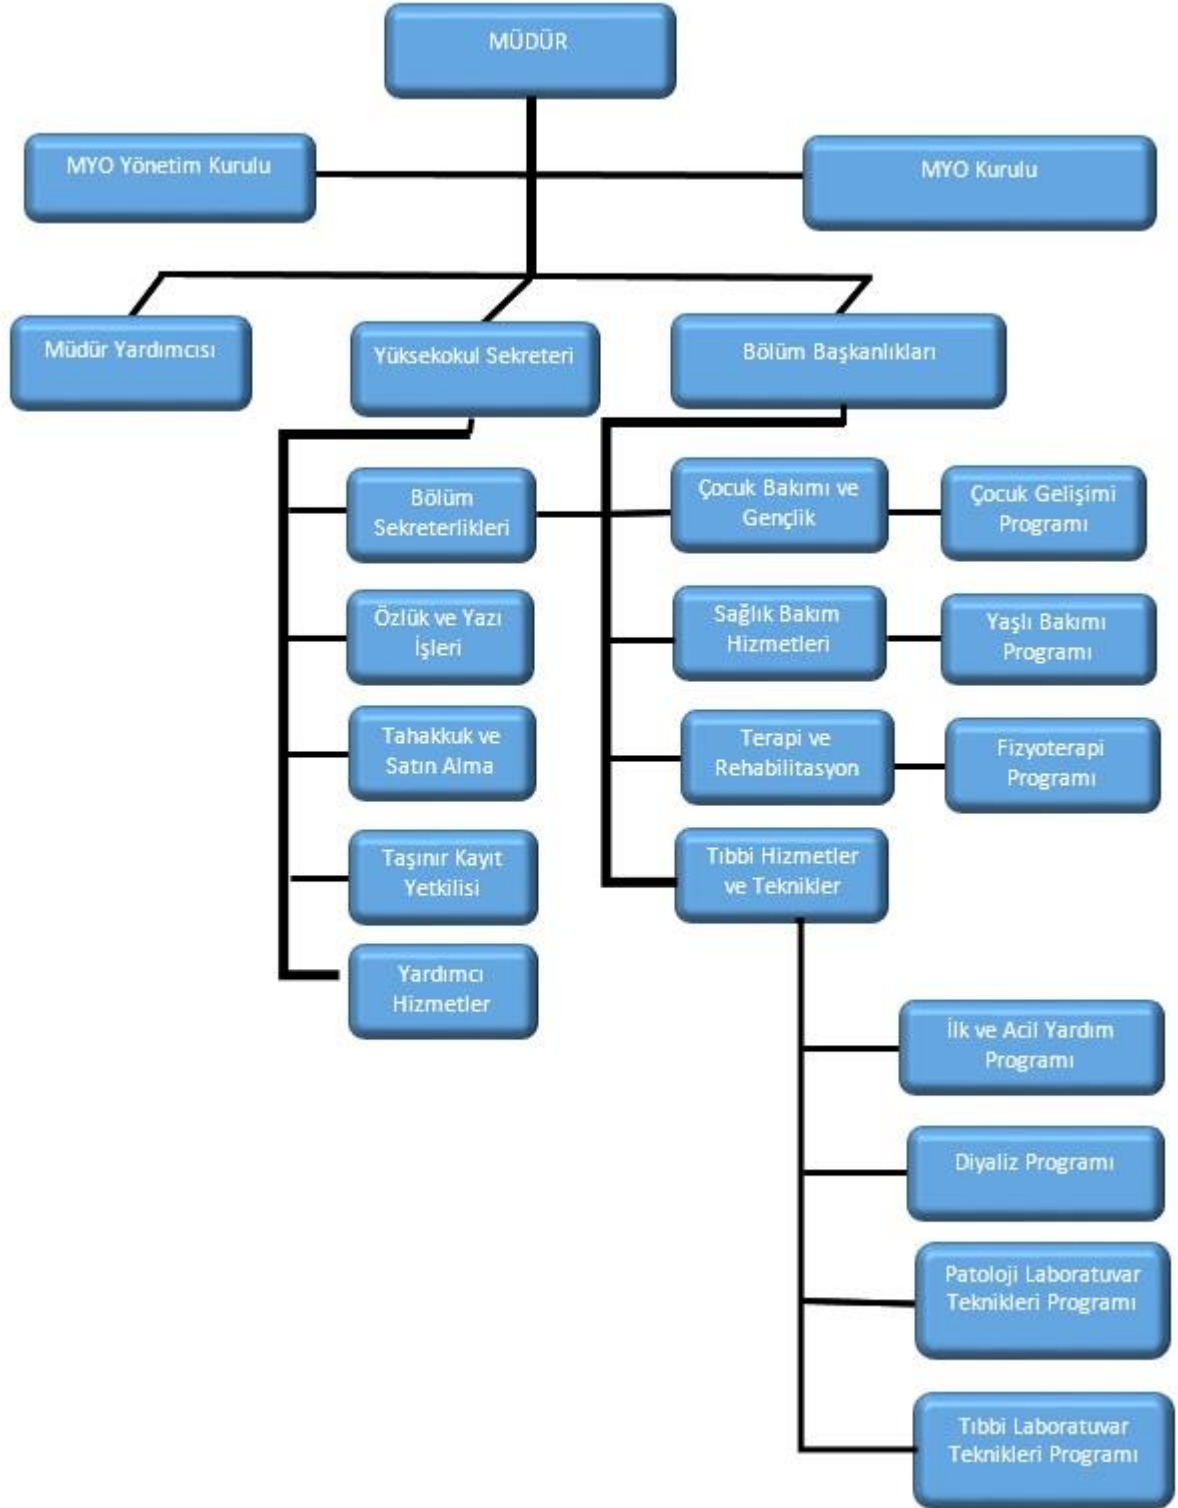 MÜDÜR
MYO Yönetim Kurulu
MYO Kurulu
Müdür Yardımcısı
Yüksekokul Sekreteri
Bölüm Başkanlıkları
Bölüm
Sekreterlikleri
Çocuk Bakımı ve
Gençlik
Çocuk Gelişimi
Programı
Özlük ve Yazı
İşleri
Sağlık Bakım
Hizmetleri
Yaşlı Bakımı
Programı
Tahakkuk ve
Satın Alma
Terapi ve
Rehabilitasyon
Fizyoterapi
Programı
Taşınır Kayıt
Yetkilisi
Tıbbi Hizmetler
ve Teknikler
Yardımcı
Hizmetler
İlk ve Acil Yardım
Programı
Diyaliz Programı
Patoloji Laboratuvar
Teknikleri Programı
Tıbbi Laboratuvar
Teknikleri Programı